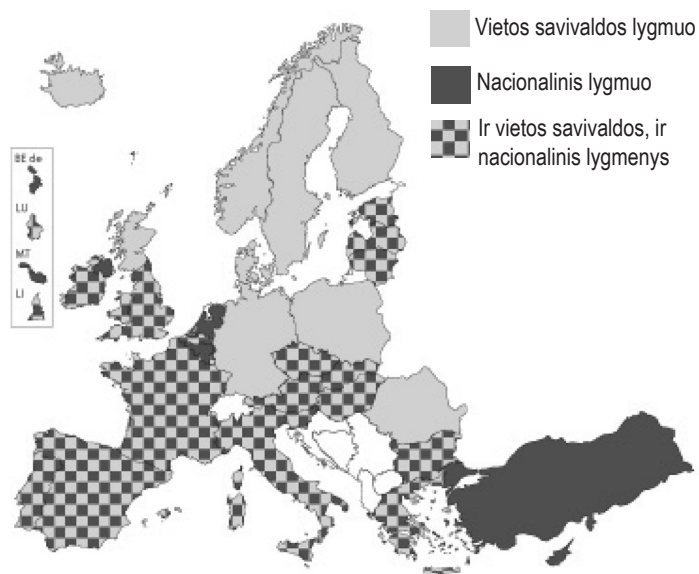 Vietos savivaldos lygmuo
Nacionalinis lygmuo
Ir vietos savivaldos, ir
nacionalinis lygmenys
BE de
LU
MT
LI